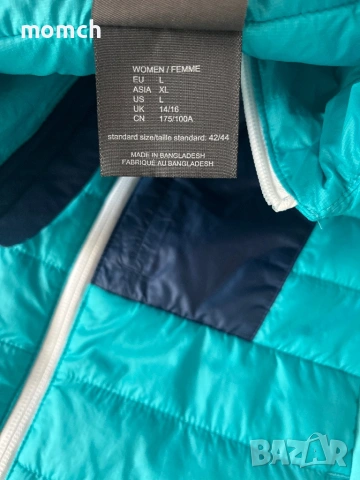 momch
WOMEN / FEMME
EU L
ASIA XL
US L
UK 14/16
CN 175/100A
standard size/taille standard: 42/44
MADE IN BANGLADESH
FABRIQUÉ AU BANGLADESH
BAZAR
bg